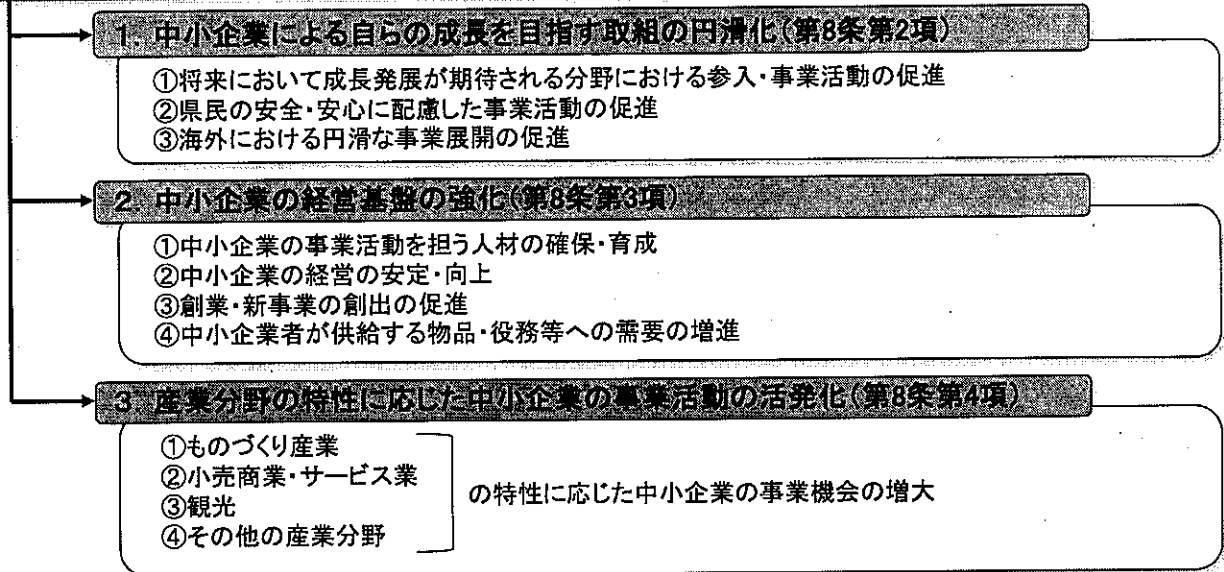 1. 中小企業による自らの成長を目指す取組の円滑化(第8条第2項)
①将来において成長発展が期待される分野における参入・事業活動の促進
②県民の安全・安心に配慮した事業活動の促進
③海外における円滑な事業展開の促進
2. 中小企業の経営基盤の強化(第8条第3項)
①中小企業の事業活動を担う人材の確保・育成
②中小企業の経営の安定・向上
③創業・新事業の創出の促進
④中小企業者が供給する物品・役務等への需要の増進
3. 産業分野の特性に応じた中小企業の事業活動の活発化(第8条第4項)
①ものづくり産業
②小売商業・サービス業
③観光
④その他の産業分野
の特性に応じた中小企業の事業機会の増大